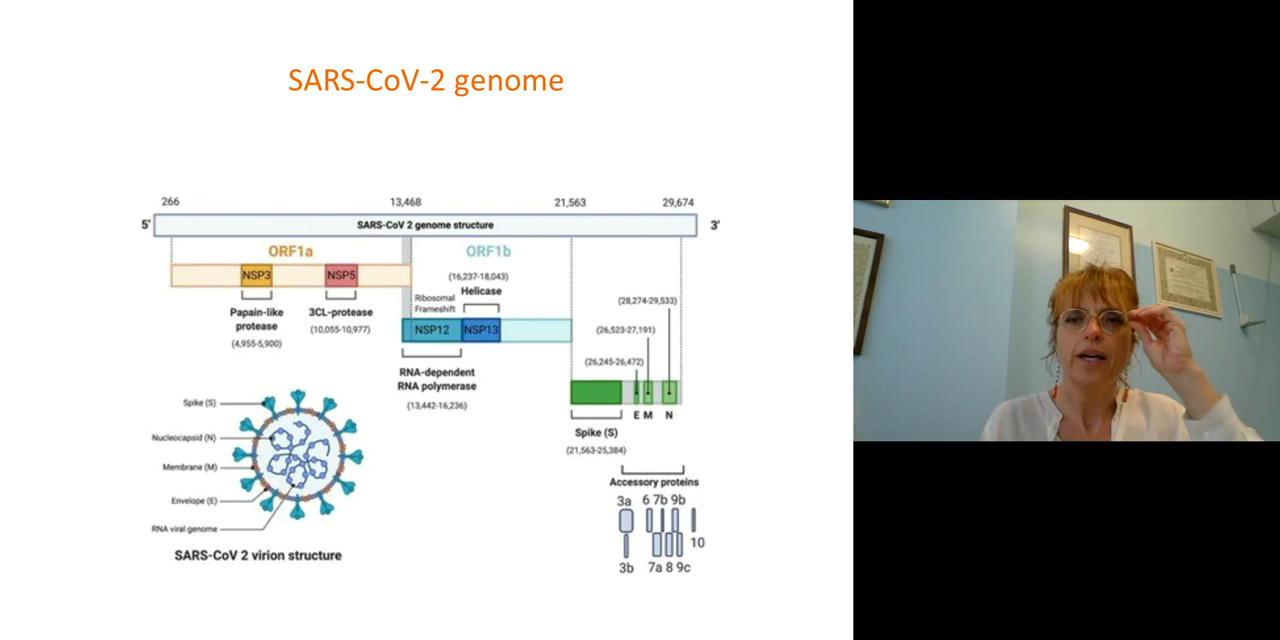 SARS-CoV-2 genome
266 13,468 21,563 29,674
5' SARS-CoV 2 genome structure 3'
ORF1a ORF1b
NSP3 NSP5
(16,237-18,043)
Helicase
Ribosomal
Frameshift
Papain-like
protease
(4,955-5,900)
3CL-protease
(10,055-10,977)
NSP12 NSP13
RNA-dependent
RNA polymerase
(13,442-16,236)
(28,274-29,533)
(26,523-27,191)
(26,245-26,472)
E M N
Spike (S)
(21,563-25,384)
Accessory proteins
3a 6 7b 9b
10
3b 7a 8 9c
Spike (S)
Nucleocapsid (N)
Membrane (M)
Envelope (E)
RNA viral genome
SARS-CoV 2 virion structure